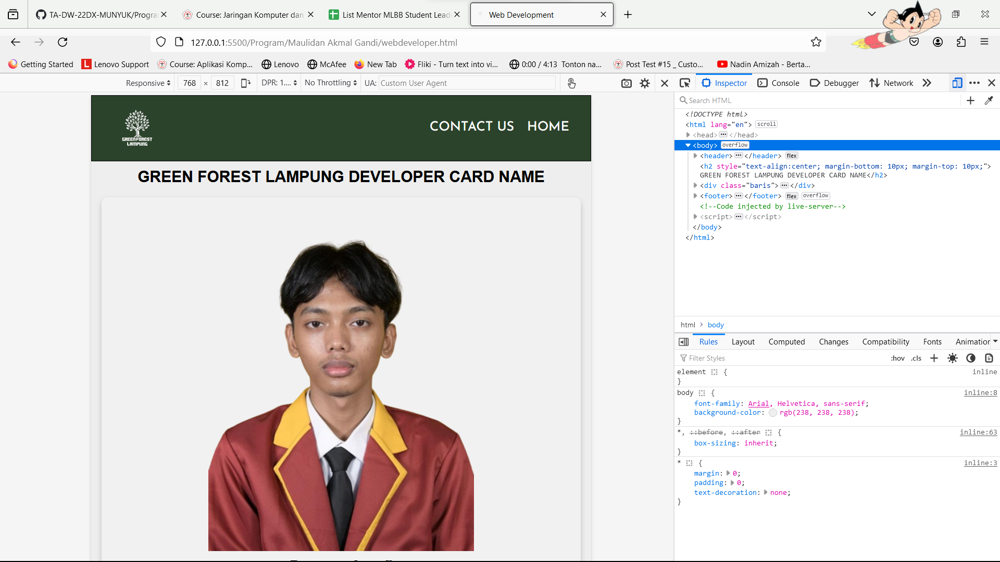 TA-DW-22DX-MUNYUK/Progra
Course: Jaringan Komputer dan
List Mentor MLBB Student Lead
Web Development
127.0.0.1:5500/Program/Maulidan Akmal Gandi/webdeveloper.html
Getting Started
Lenovo Support
Course: Aplikasi Komp...
Lenovo
McAfee
New Tab
Fliki - Turn text into vi...
0:00 / 4:13 Tonton na...
Post Test #15 _ Custo...
Nadin Amizah - Berta...
Responsive
768 × 812
DPR: 1....
No Throttling
UA: Custom User Agent
Inspector
Console
Debugger
Network
GREEN FOREST
LAMPUNG
CONTACT US
HOME
GREEN FOREST LAMPUNG DEVELOPER CARD NAME
Search HTML
<!DOCTYPE html>
<html lang="en"> scroll
<head> </head>
<body> overflow
<header> </header> flex
<h2 style="text-align:center; margin-bottom: 10px; margin-top: 10px;">
GREEN FOREST LAMPUNG DEVELOPER CARD NAME</h2>
<div class="baris"> </div>
<footer> </footer> flex overflow
<!--Code injected by live-server-->
<script> </script>
</body>
</html>
html > body
Rules
Layout
Computed
Changes
Compatibility
Fonts
Animation
Filter Styles
:hov .cls
element { inline
}
body { inline:8
font-family: Arial, Helvetica, sans-serif;
background-color: rgb(238, 238, 238);
}
*, ::before, ::after { inline:63
box-sizing: inherit;
}
* { inline:3
margin: 0;
padding: 0;
text-decoration: none;
}